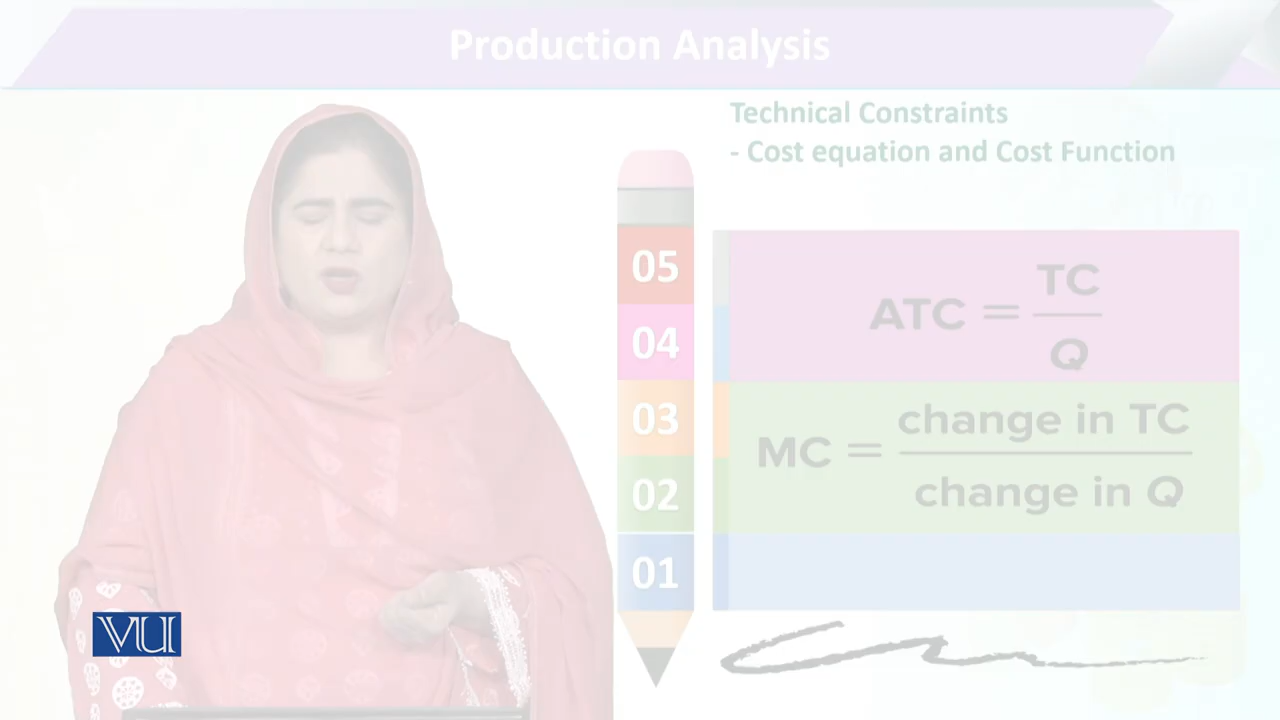 Production Analysis
Technical Constraints
- Cost equation and Cost Function
05
04
03
02
01
ATC = TC / Q
MC = change in TC / change in Q
VU